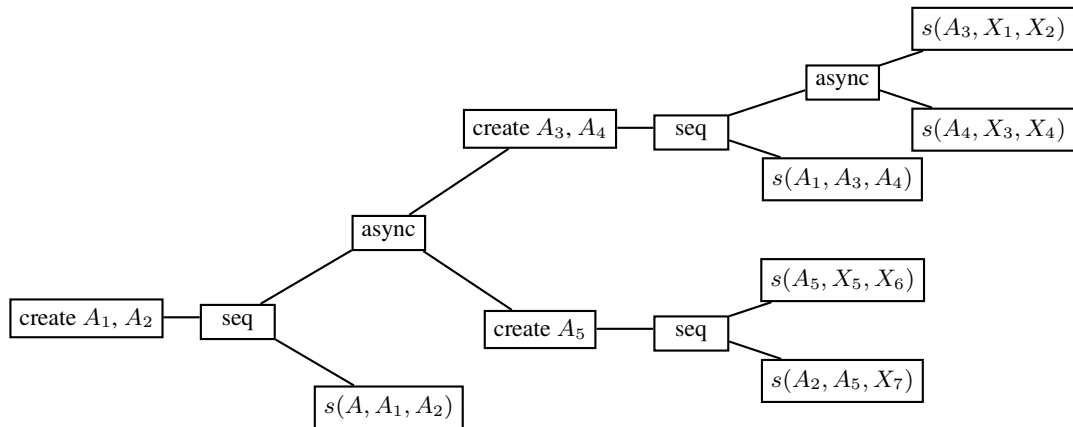 s(A₃, X₁, X₂)
async
create A₃, A₄
seq
s(A₄, X₃, X₄)
s(A₁, A₃, A₄)
async
s(A₅, X₅, X₆)
create A₁, A₂
seq
create A₅
seq
s(A₂, A₅, X₇)
s(A, A₁, A₂)